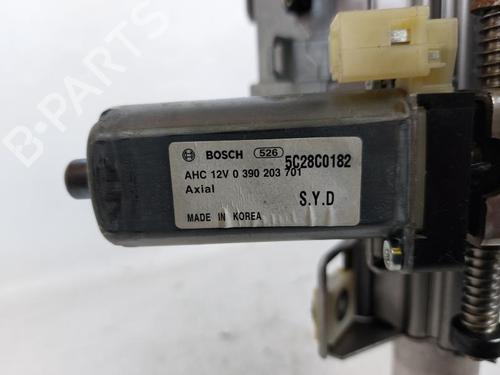 BOSCH 526 5C28C0182
AHC 12V 0 390 203 701
Axial S.Y.D
MADE IN KOREA
B-PARTS